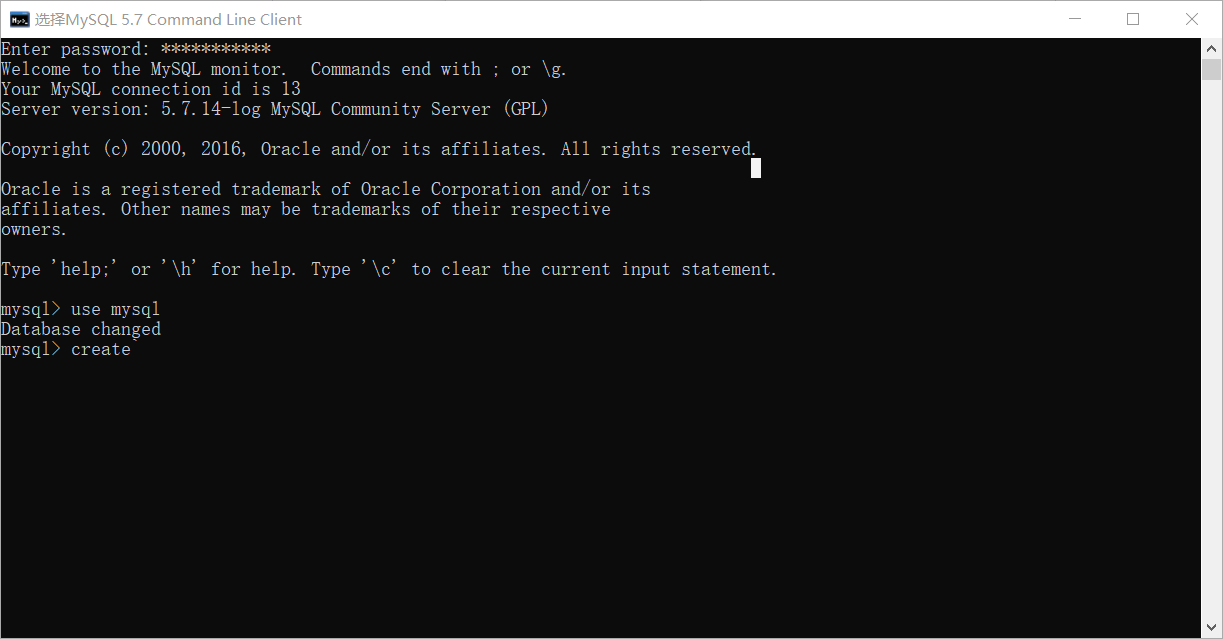 选择MySQL 5.7 Command Line Client
Enter password: ***********
Welcome to the MySQL monitor.  Commands end with ; or \g.
Your MySQL connection id is 13
Server version: 5.7.14-log MySQL Community Server (GPL)
Copyright (c) 2000, 2016, Oracle and/or its affiliates. All rights reserved.
Oracle is a registered trademark of Oracle Corporation and/or its
affiliates. Other names may be trademarks of their respective
owners.
Type 'help;' or '\h' for help. Type '\c' to clear the current input statement.
mysql> use mysql
Database changed
mysql> create`